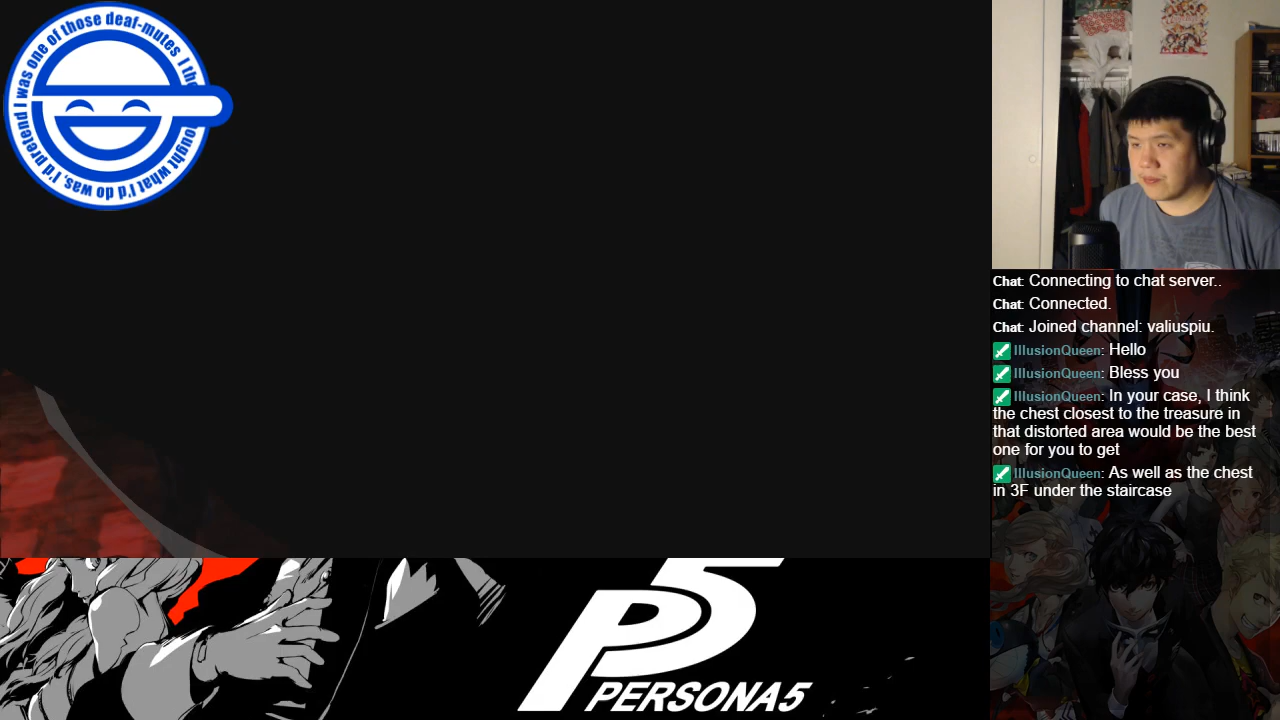 I thought what I'd do was, I'd pretend I was one of those deaf-mutes
Chat: Connecting to chat server..
Chat: Connected.
Chat: Joined channel: valiuspiu.
IllusionQueen: Hello
IllusionQueen: Bless you
IllusionQueen: In your case, I think
the chest closest to the treasure in
that distorted area would be the best
one for you to get
IllusionQueen: As well as the chest
in 3F under the staircase
P5
PERSONA5